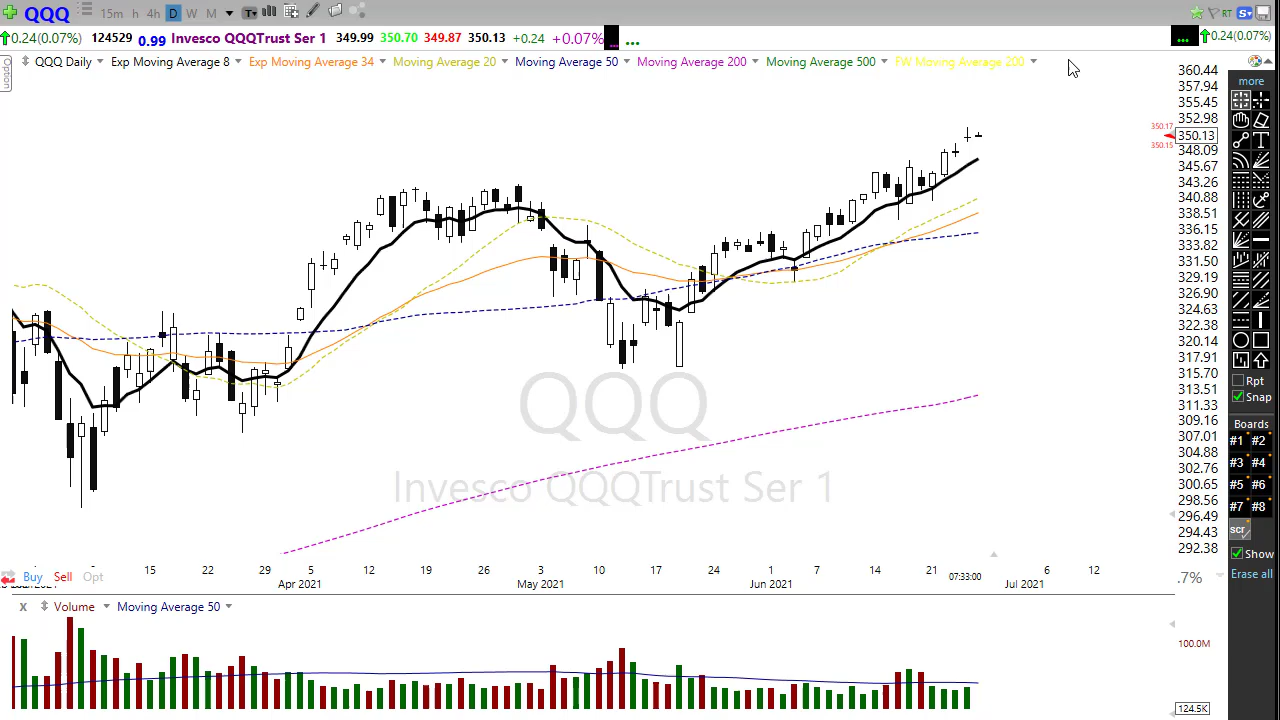 QQQ 15m h 4h D W M T RT S
0.24(0.07%) 124529 0.99 Invesco QQQTrust Ser 1 349.99 350.70 349.87 350.13 +0.24 +0.07% ... ... ... 0.24(0.07%)
Option
QQQ Daily Exp Moving Average 8 Exp Moving Average 34 Moving Average 20 Moving Average 50 Moving Average 200 Moving Average 500 FW Moving Average 200
360.44
357.94
355.45
352.98
350.17
350.13
350.15
348.09
345.67
343.26
340.88
338.51
336.15
333.82
331.50
329.19
326.90
324.63
322.38
320.14
317.91
315.70
313.51
311.33
309.16
307.01
304.88
302.76
300.65
298.56
296.49
294.43
292.38
more
T
Rpt
Snap
Boards
#1 #2
#3 #4
#5 #6
#7 #8
scr
Show
Erase all
QQQ
Invesco QQQTrust Ser 1
15 22 29 5 12 19 26 3 10 17 24 1 7 14 21 07:33:00 6 12
Buy Sell Opt
Apr 2021 May 2021 Jun 2021 Jul 2021
.7%
X Volume Moving Average 50
100.0M
124.5K